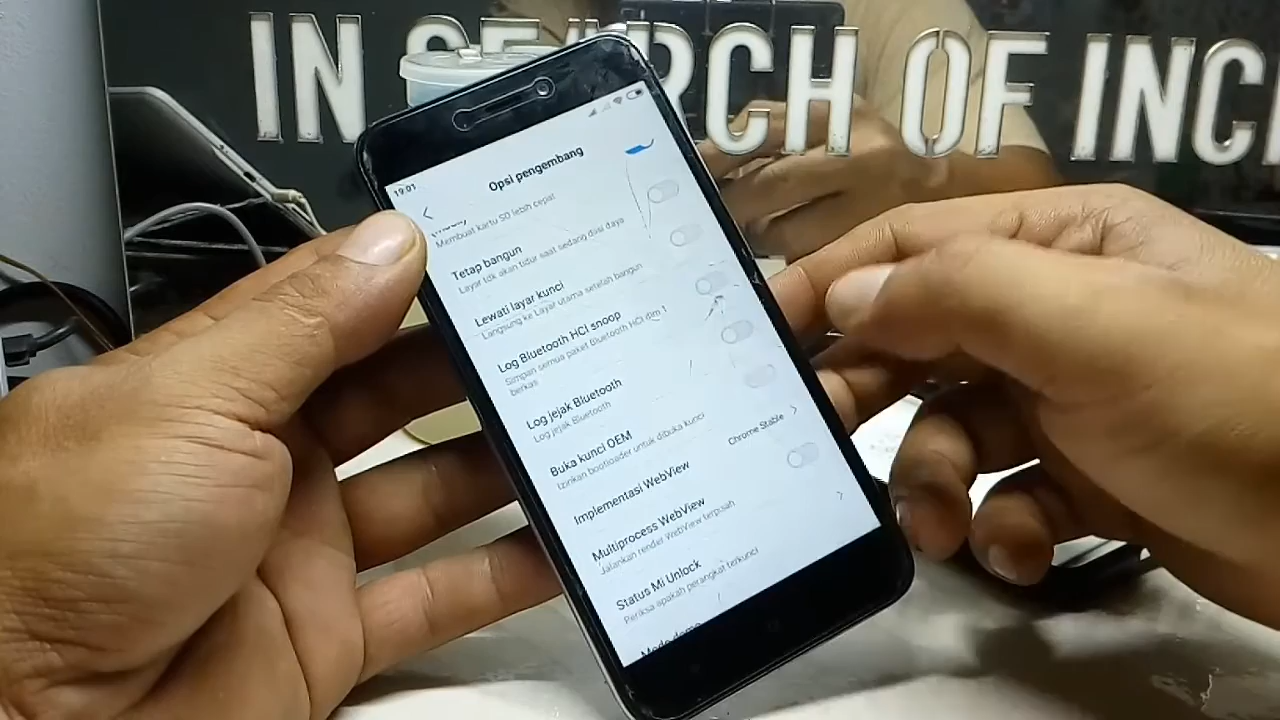 IN SEARCH OF INC
19.01
Opsi pengembang
Membuat kartu SD lebih cepat
Tetap bangun
Layar tdk akan tidur saat sedang diisi daya
Lewati layar kunci
Langsung ke Layar utama setelah bangun
Log Bluetooth HCI snoop
Simpan semua paket Bluetooth HCI dlm 1
berkas
Log jejak Bluetooth
Log jejak Bluetooth
Buka kunci OEM
Izinkan bootloader untuk dibuka kunci
Implementasi WebView
Chrome Stable
Multiprocess WebView
Jalankan render WebView terpisah
Status Mi Unlock
Periksa apakah perangkat terkunci
Mode demo